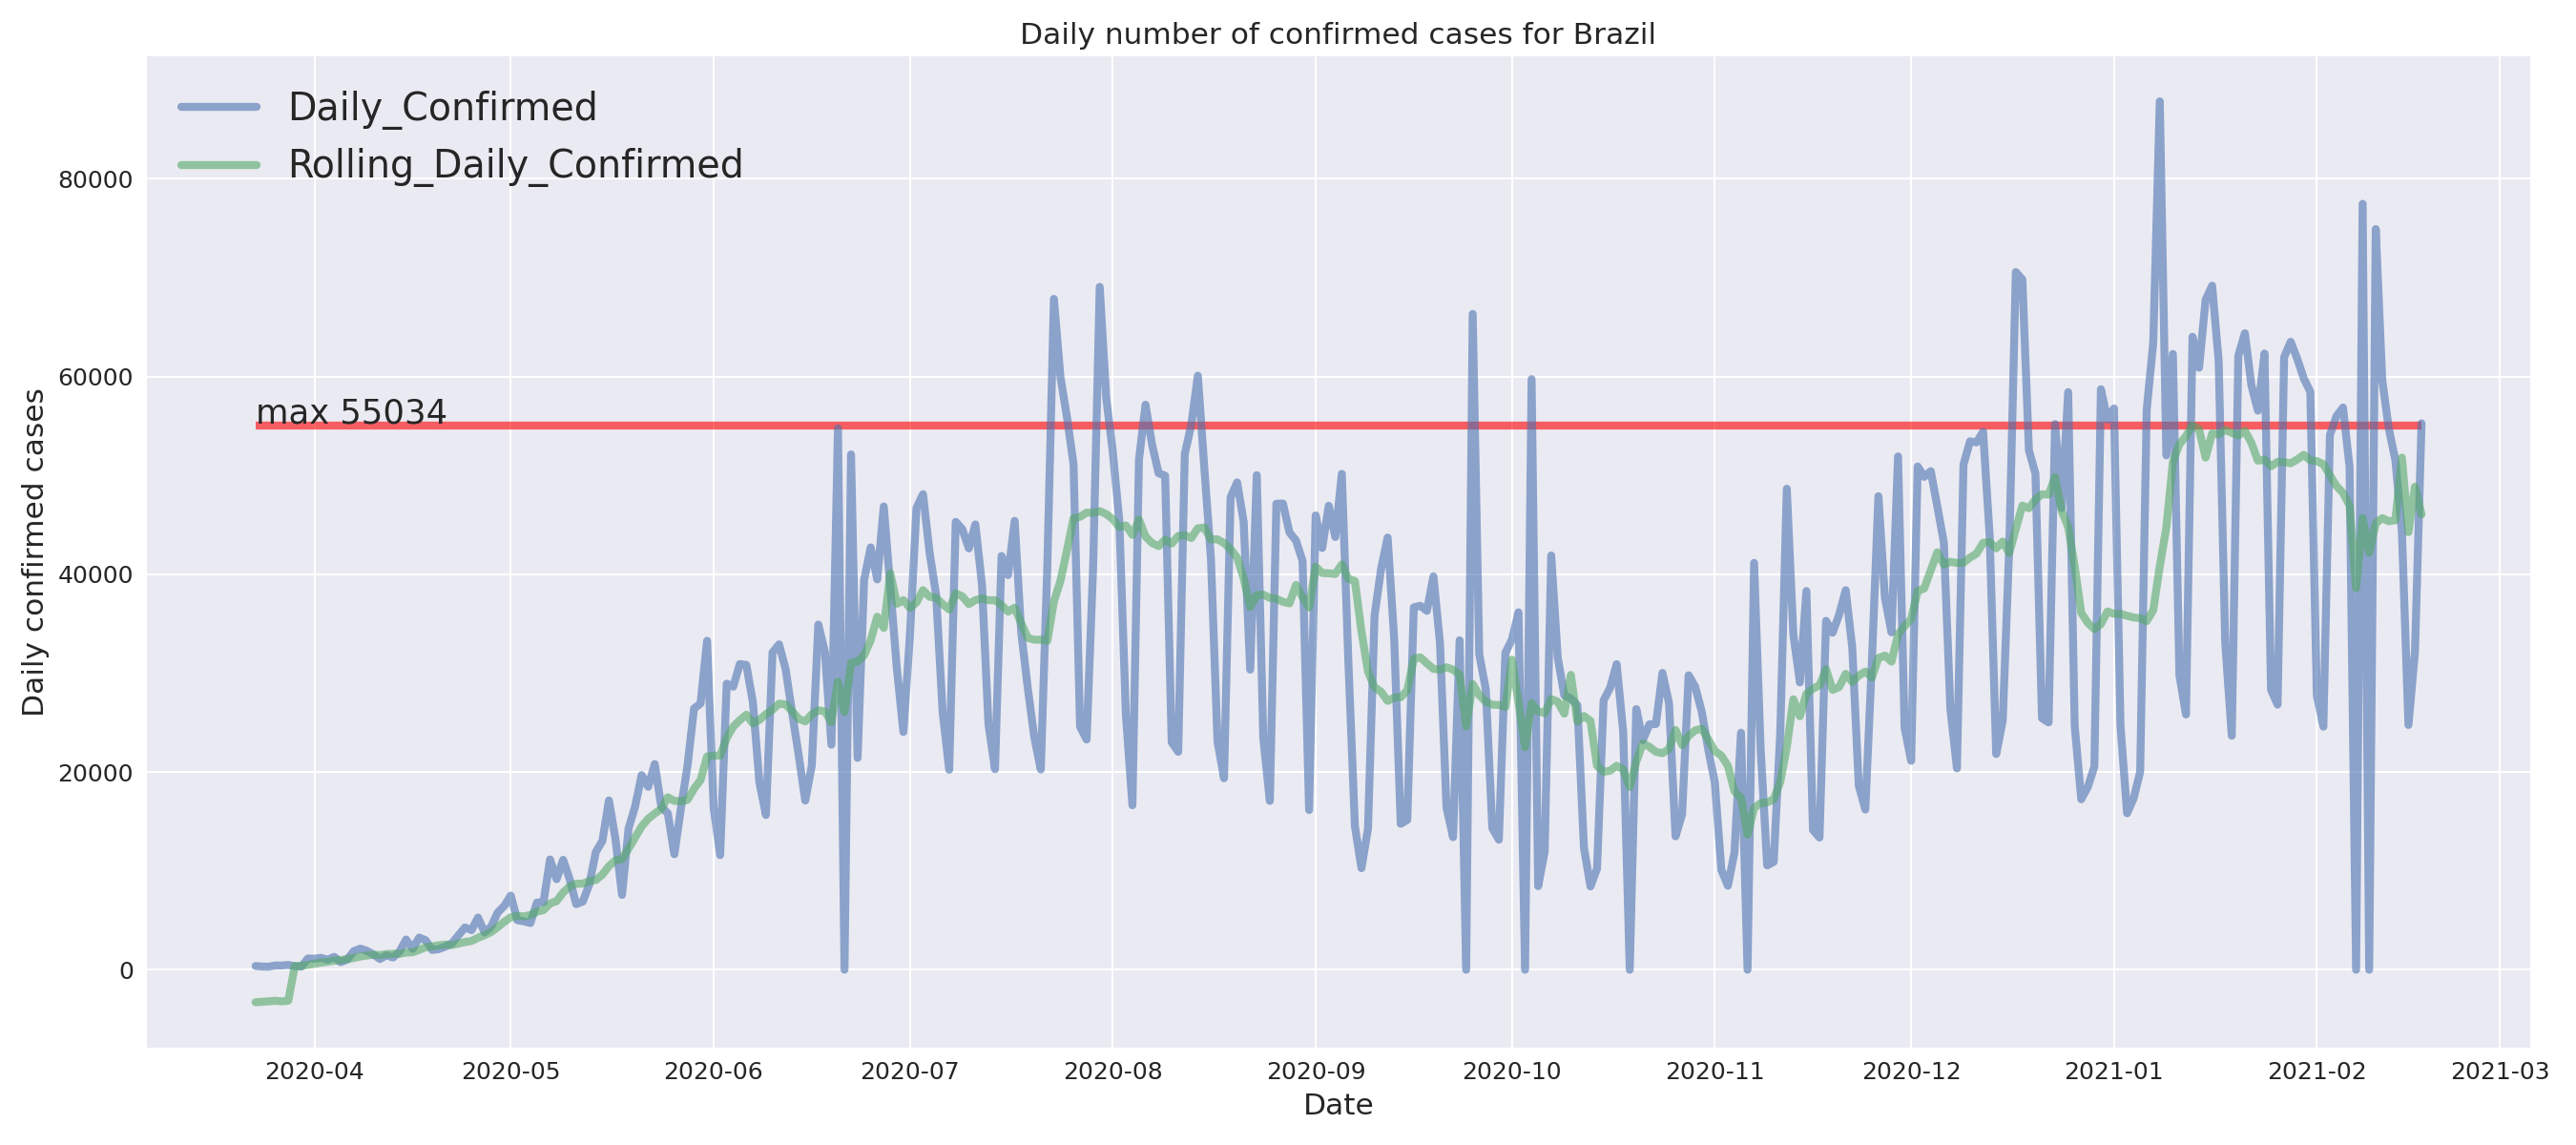 Daily number of confirmed cases for Brazil
Daily_Confirmed
Rolling_Daily_Confirmed
max 55034
Daily confirmed cases
80000
60000
40000
20000
0
2020-04 2020-05 2020-06 2020-07 2020-08 2020-09 2020-10 2020-11 2020-12 2021-01 2021-02 2021-03
Date